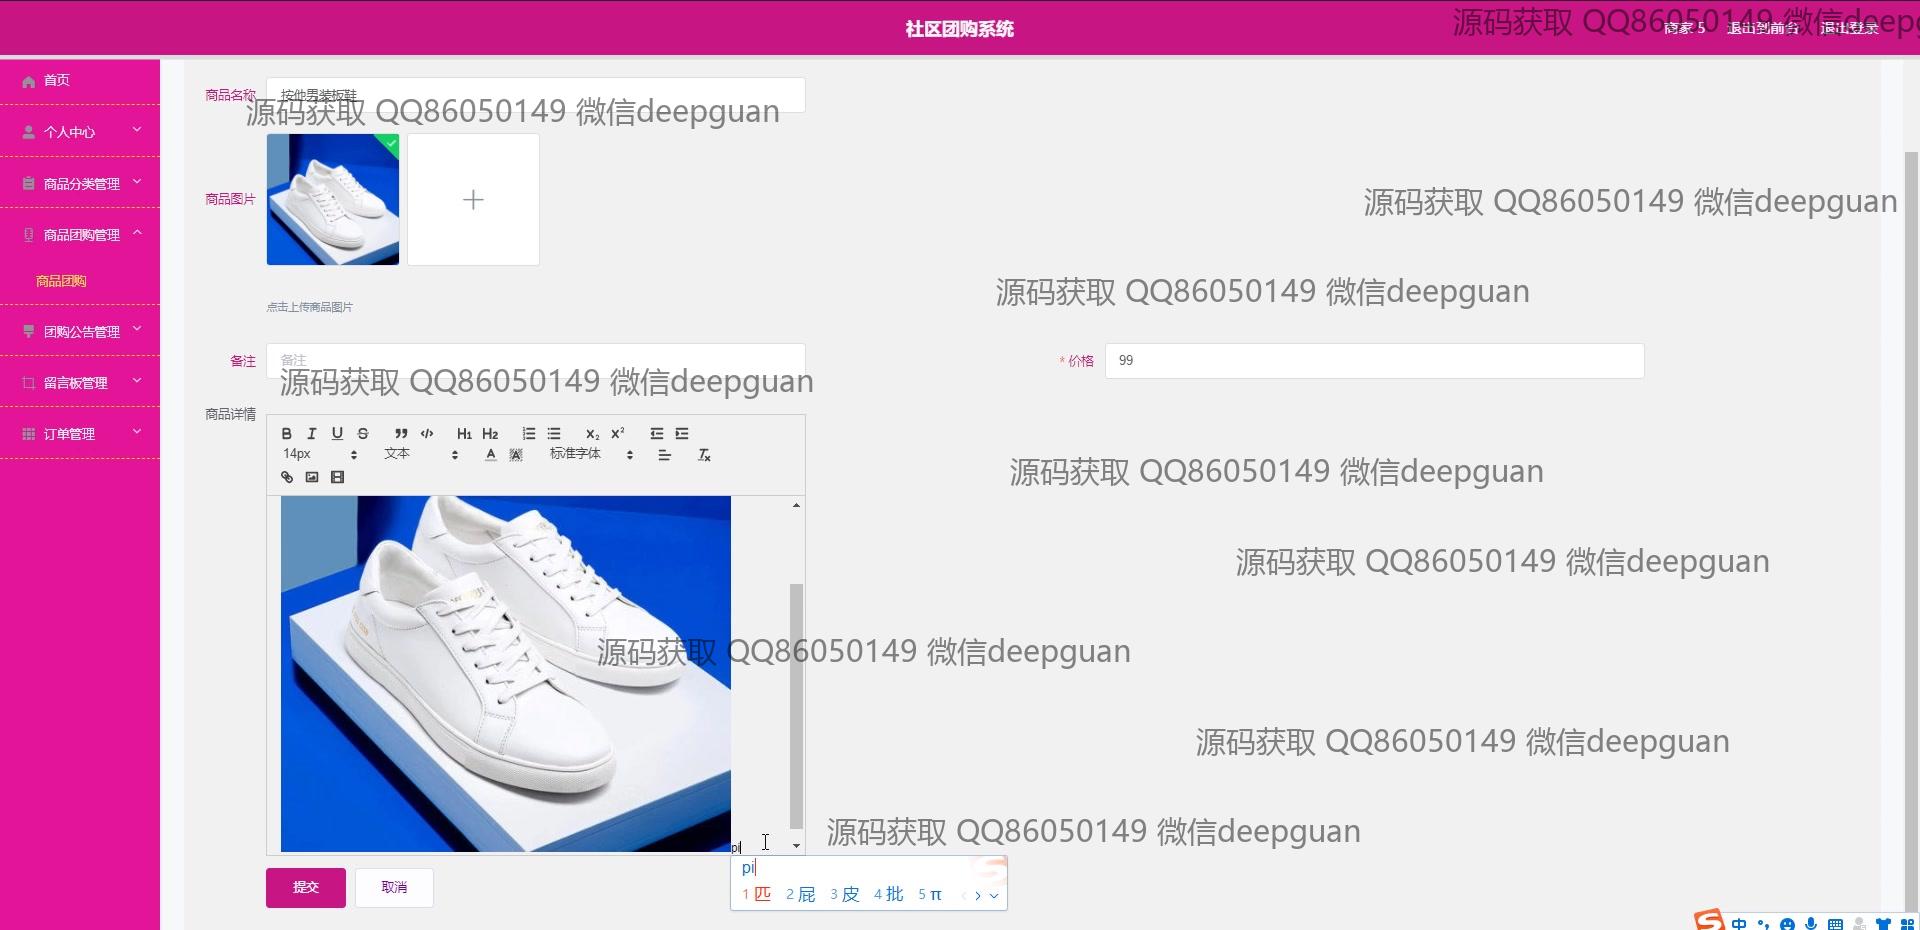 社区团购系统
商家 5 退出到前台 退出登录
源码获取 QQ86050149 微信deepg
首页
个人中心
商品分类管理
商品团购管理
商品团购
团购公告管理
留言板管理
订单管理
商品名称
按他男装板鞋
源码获取 QQ86050149 微信deepguan
商品图片
源码获取 QQ86050149 微信deepguan
源码获取 QQ86050149 微信deepguan
点击上传商品图片
备注
备注
* 价格 99
源码获取 QQ86050149 微信deepguan
商品详情
B I U S H1 H2 X2 X2
14px 文本 A A 标准字体 Tx
源码获取 QQ86050149 微信deepguan
源码获取 QQ86050149 微信deepguan
源码获取 QQ86050149 微信deepguan
源码获取 QQ86050149 微信deepguan
源码获取 QQ86050149 微信deepguan
pi
pi
1 匹 2 屁 3 皮 4 批 5 π
提交 取消
中